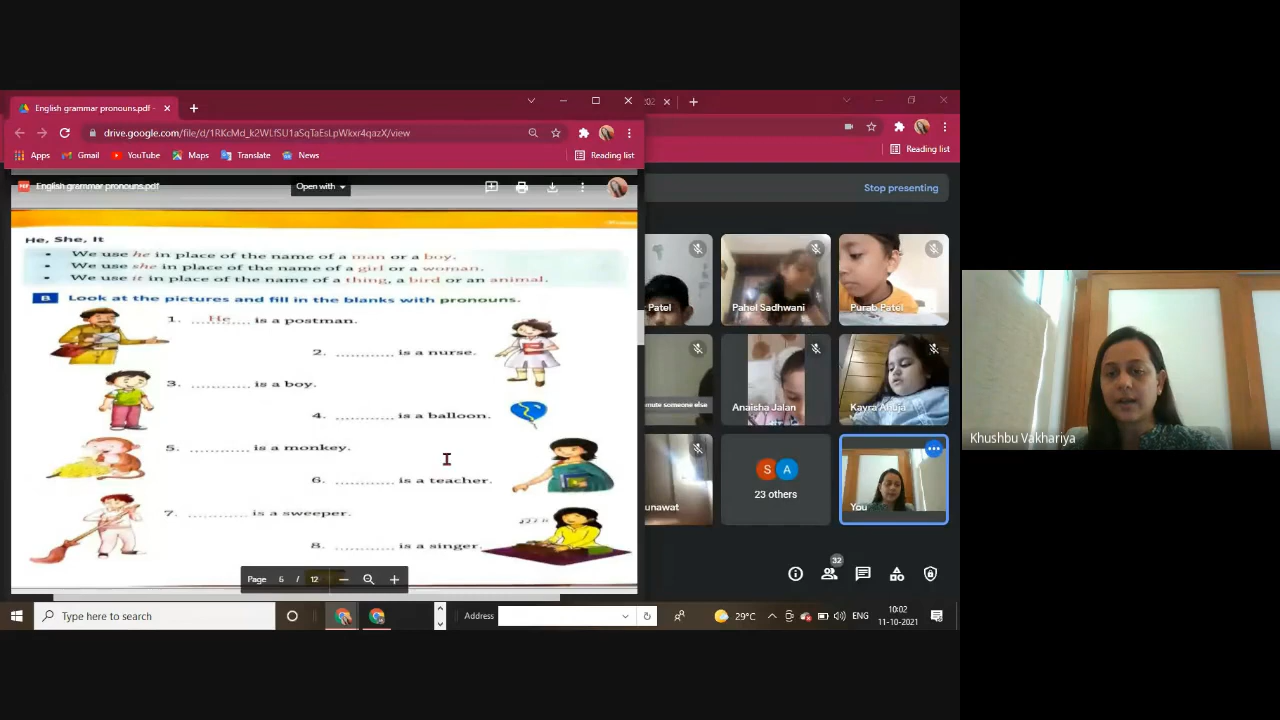 English grammar pronouns.pdf -
:02
drive.google.com/file/d/1RKcMd_k2WLfSU1aSqTaEsLpWkxr4qazX/view
Apps
Gmail
YouTube
Maps
Translate
News
Reading list
Reading list
English grammar pronouns.pdf
Open with
Stop presenting
He, She, It
• We use he in place of the name of a man or a boy.
• We use she in place of the name of a girl or a woman.
• We use it in place of the name of a thing, a bird or an animal.
B Look at the pictures and fill in the blanks with pronouns.
1. ...He... is a postman.
2. .......... is a nurse.
3. .......... is a boy.
4. .......... is a balloon.
5. .......... is a monkey.
6. .......... is a teacher.
7. .......... is a sweeper.
8. .......... is a singer.
Page 6 / 12
Patel
Pahel Sadhwani
Purab Patel
mute someone else
Anaisha Jalan
Kayra Ahuja
unawat
S A
23 others
You
32
Khushbu Vakhariya
Type here to search
Address
29°C
ENG
10:02
11-10-2021